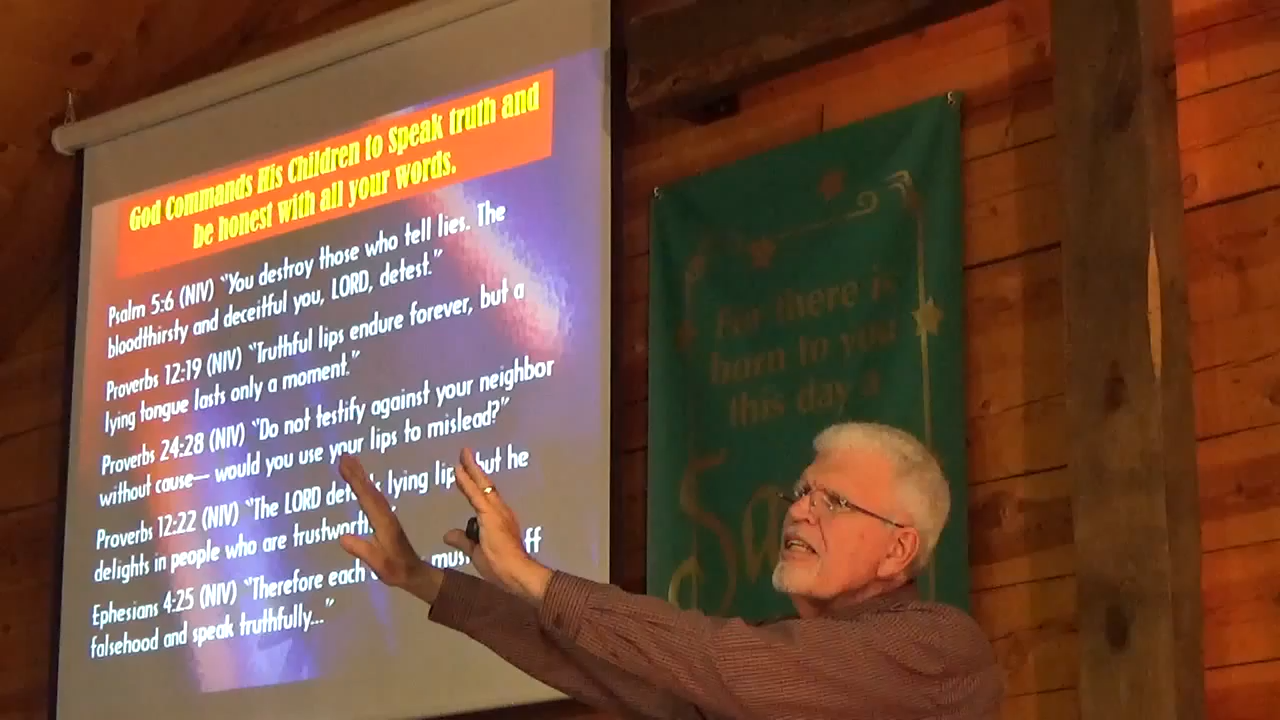 God Commands His Children to Speak truth and
be honest with all your words.
Psalm 5:6 (NIV) "You destroy those who tell lies. The
bloodthirsty and deceitful you, LORD, detest."
Proverbs 12:19 (NIV) "Truthful lips endure forever, but a
lying tongue lasts only a moment."
Proverbs 24:28 (NIV) "Do not testify against your neighbor
without cause— would you use your lips to mislead?"
Proverbs 12:22 (NIV) "The LORD detests lying lips but he
delights in people who are trustworthy."
Ephesians 4:25 (NIV) "Therefore each must off
falsehood and speak truthfully..."
For there is
born to you
this day a